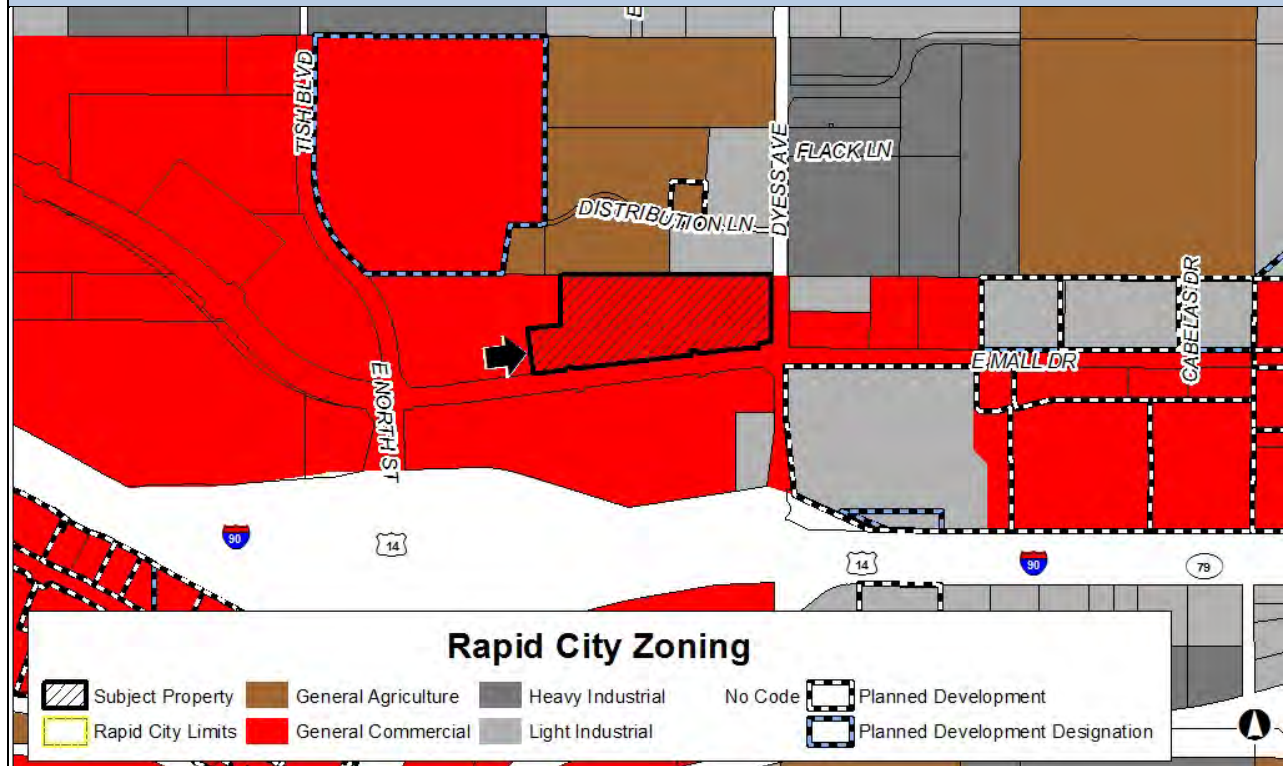 E
TISH BLVD
DYESS AVE
FLACK LN
DISTRIBUTION LN
CABELAS DR
E MALL DR
E NORTH ST
90
14
14
90
79
Rapid City Zoning
Subject Property
General Agriculture
Heavy Industrial
No Code
Planned Development
Rapid City Limits
General Commercial
Light Industrial
Planned Development Designation